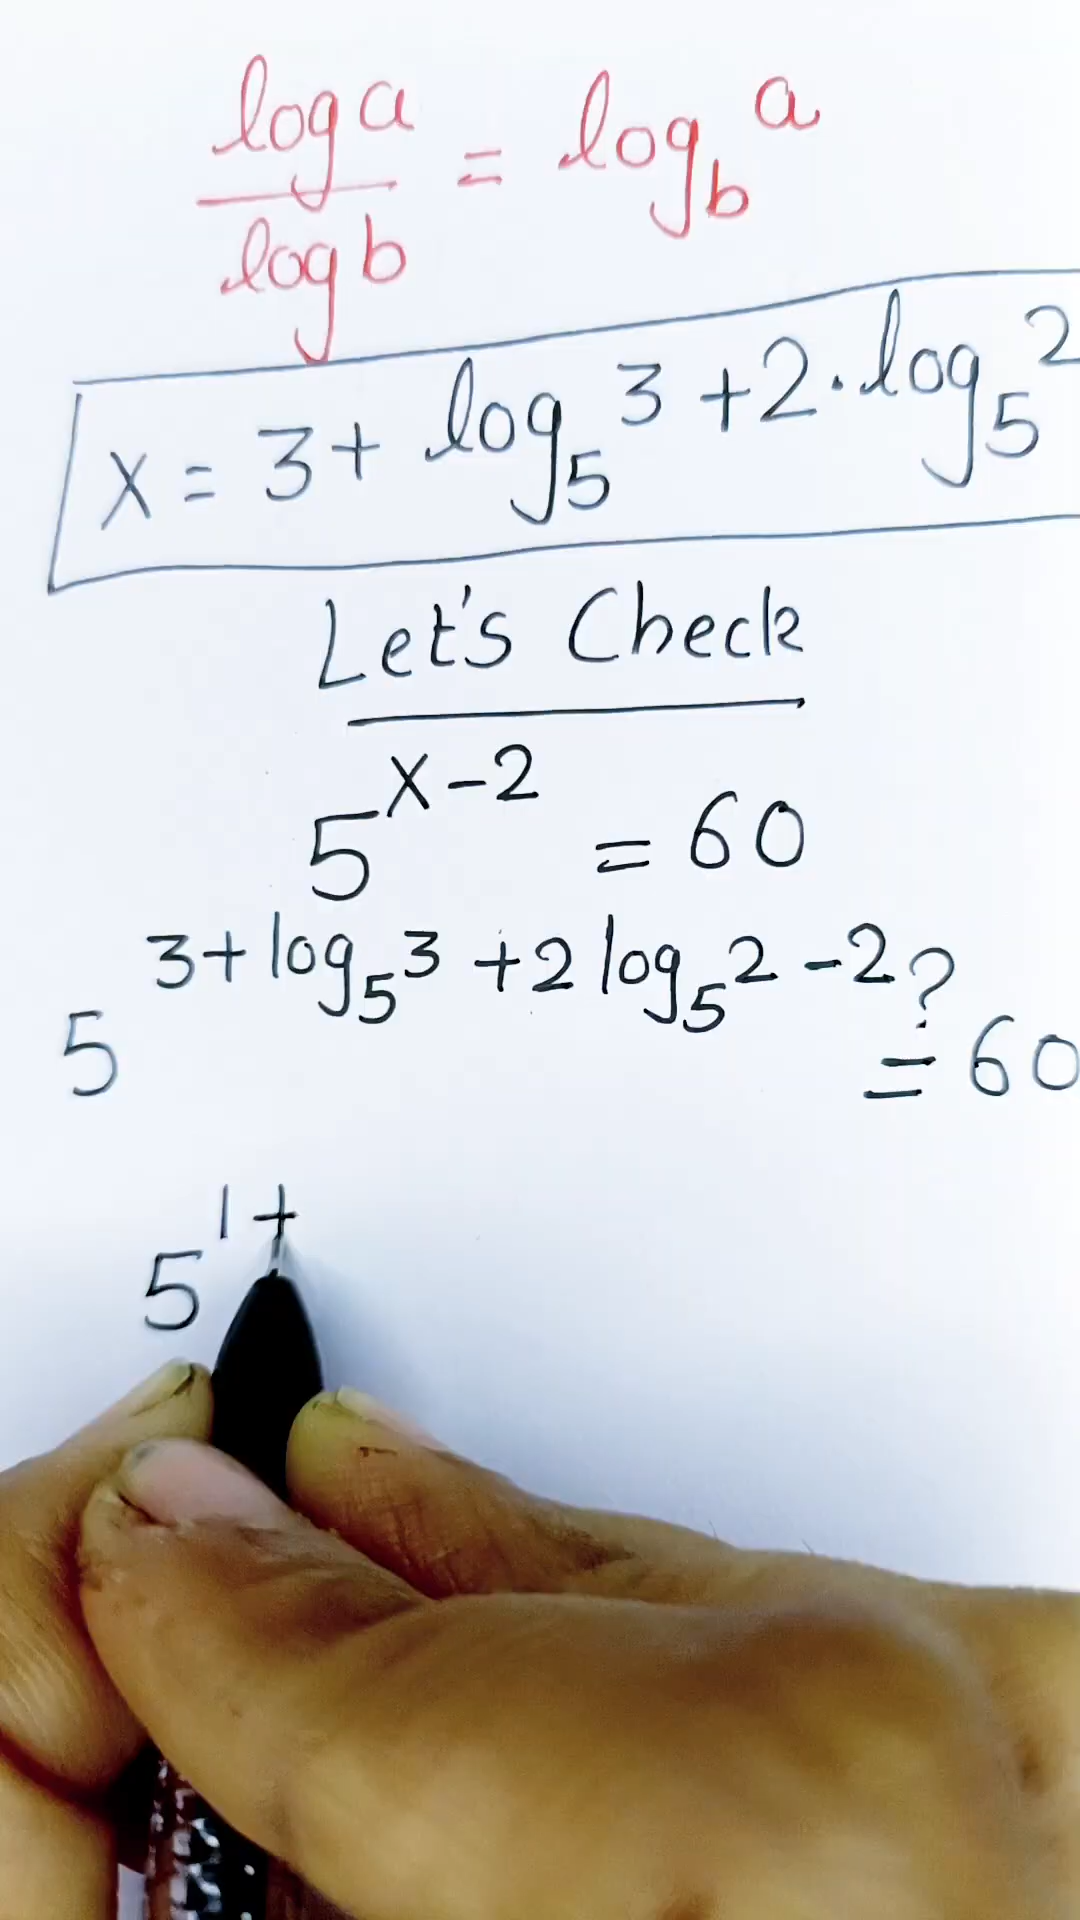 log a
log b
= log_b a
x = 3 + log_5 3 + 2 · log_5 2
Let's Check
5^{x-2} = 60
5^{3 + log_5 3 + 2 log_5 2 - 2} ?= 60
5^{1 +}